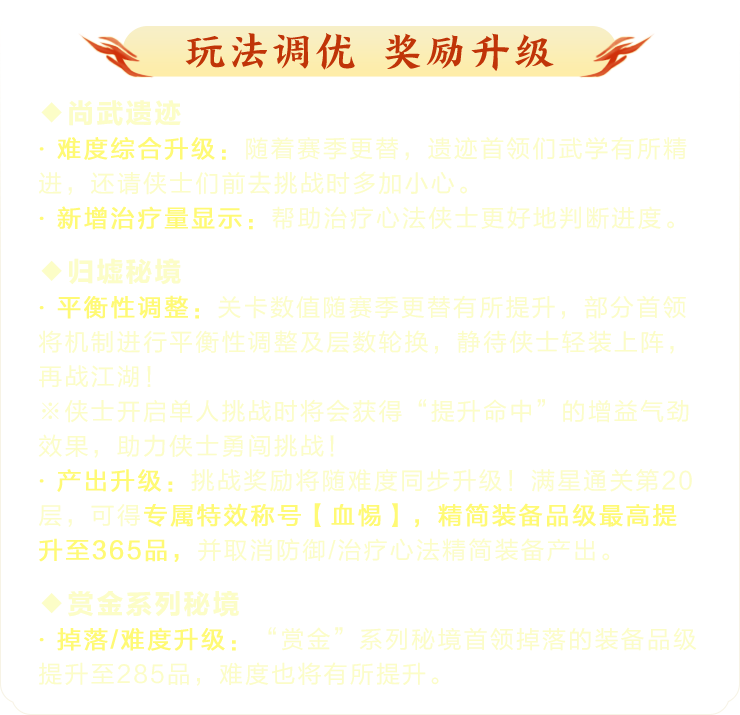 玩法调优 奖励升级
◆尚武遗迹
· 难度综合升级：随着赛季更替，遗迹首领们武学有所精
进，还请侠士们前去挑战时多加小心。
· 新增治疗量显示：帮助治疗心法侠士更好地判断进度。
◆归墟秘境
· 平衡性调整：关卡数值随赛季更替有所提升，部分首领
将机制进行平衡性调整及层数轮换，静待侠士轻装上阵，
再战江湖！
※侠士开启单人挑战时将会获得“提升命中”的增益气劲
效果，助力侠士勇闯挑战！
· 产出升级：挑战奖励将随难度同步升级！满星通关第20
层，可得专属特效称号【血惕】，精简装备品级最高提
升至365品，并取消防御/治疗心法精简装备产出。
◆赏金系列秘境
· 掉落/难度升级：“赏金”系列秘境首领掉落的装备品级
提升至285品，难度也将有所提升。